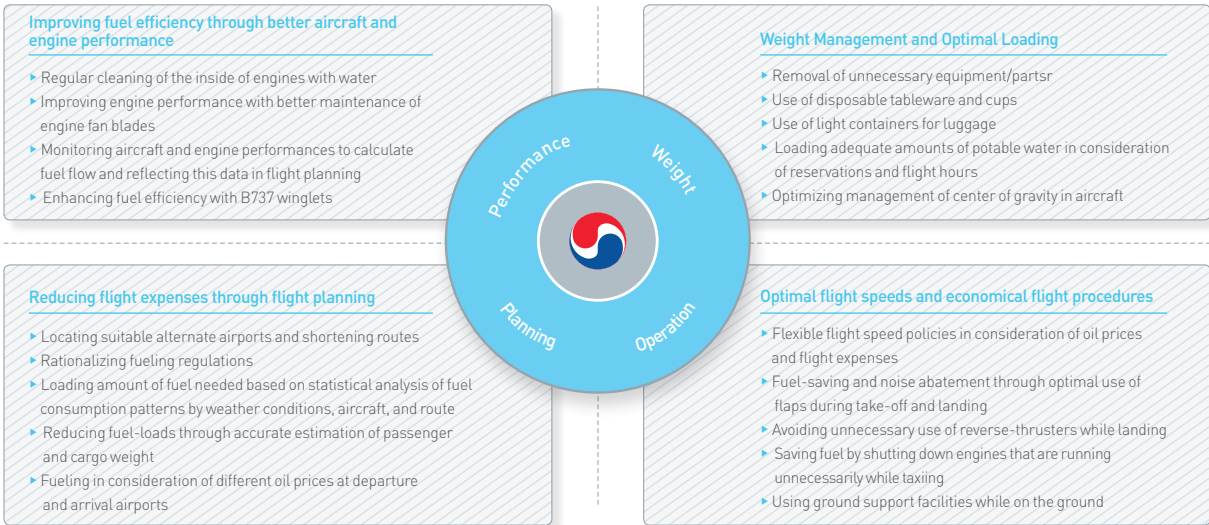 Improving fuel efficiency through better aircraft and
engine performance
▸ Regular cleaning of the inside of engines with water
▸ Improving engine performance with better maintenance of
engine fan blades
▸ Monitoring aircraft and engine performances to calculate
fuel flow and reflecting this data in flight planning
▸ Enhancing fuel efficiency with B737 winglets
Weight Management and Optimal Loading
▸ Removal of unnecessary equipment/partsr
▸ Use of disposable tableware and cups
▸ Use of light containers for luggage
▸ Loading adequate amounts of potable water in consideration
of reservations and flight hours
▸ Optimizing management of center of gravity in aircraft
Performance
Weight
Planning
Operation
Reducing flight expenses through flight planning
▸ Locating suitable alternate airports and shortening routes
▸ Rationalizing fueling regulations
▸ Loading amount of fuel needed based on statistical analysis of fuel
consumption patterns by weather conditions, aircraft, and route
▸ Reducing fuel-loads through accurate estimation of passenger
and cargo weight
▸ Fueling in consideration of different oil prices at departure
and arrival airports
Optimal flight speeds and economical flight procedures
▸ Flexible flight speed policies in consideration of oil prices
and flight expenses
▸ Fuel-saving and noise abatement through optimal use of
flaps during take-off and landing
▸ Avoiding unnecessary use of reverse-thrusters while landing
▸ Saving fuel by shutting down engines that are running
unnecessarily while taxiing
▸ Using ground support facilities while on the ground